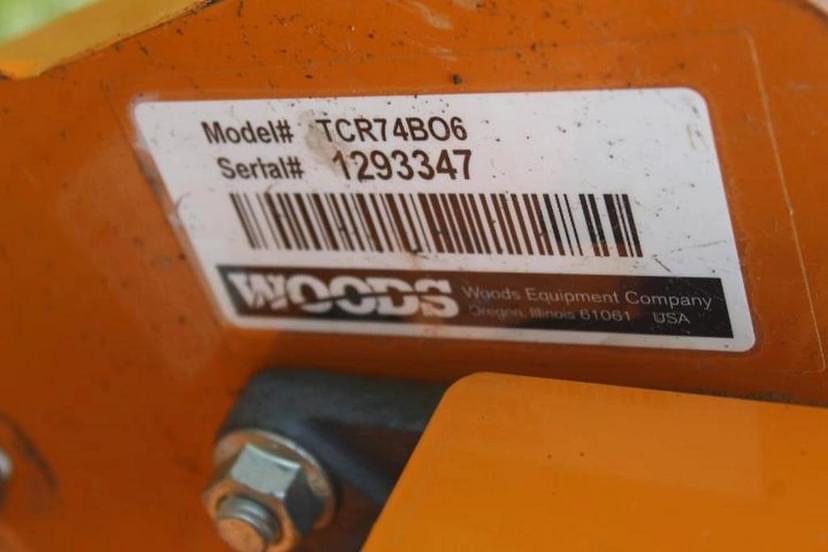 Model# TCR74BO6
Serial# 1293347
WOODS
Woods Equipment Company
Oregon, Illinois 61061 USA